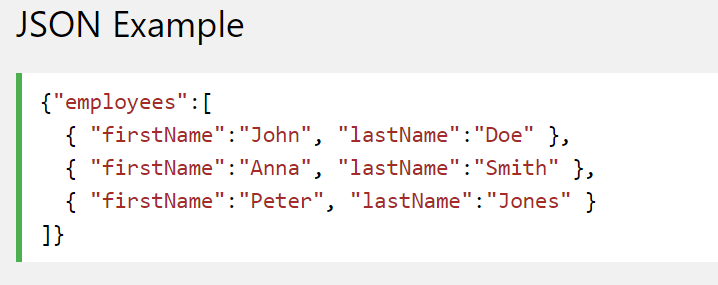 JSON Example
{"employees":[
  { "firstName":"John", "lastName":"Doe" },
  { "firstName":"Anna", "lastName":"Smith" },
  { "firstName":"Peter", "lastName":"Jones" }
]}